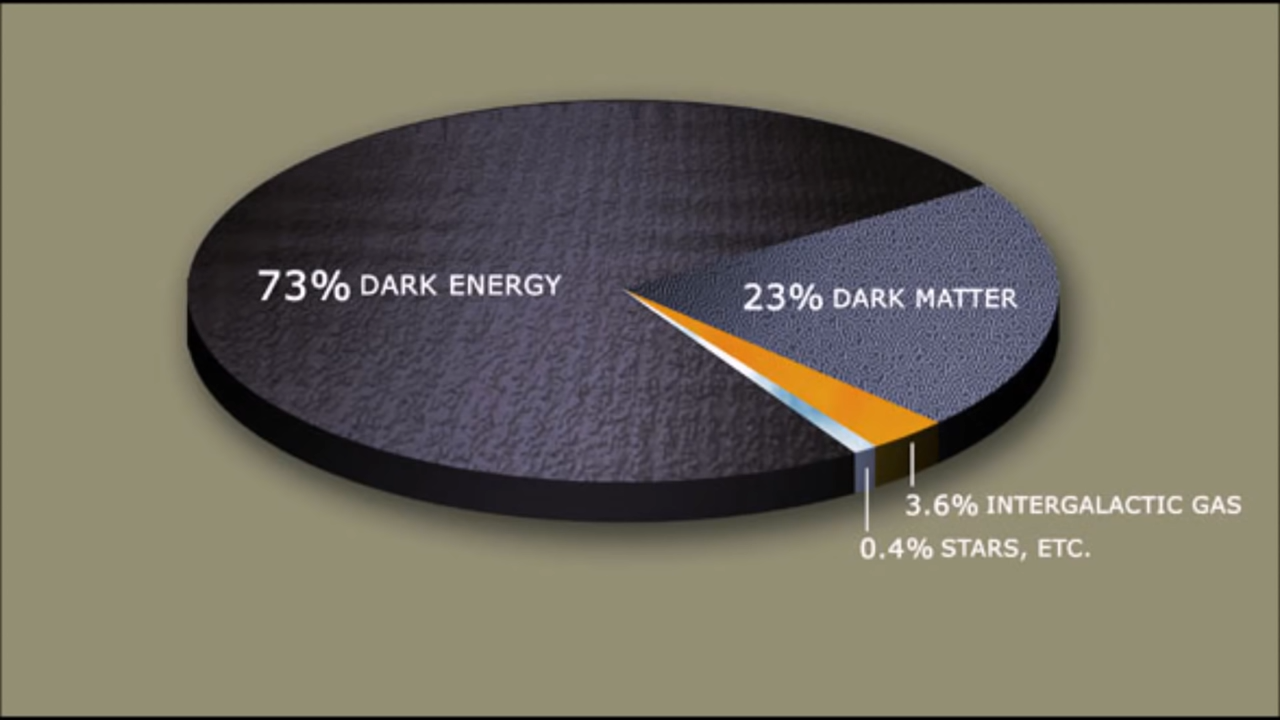 73% DARK ENERGY
23% DARK MATTER
3.6% INTERGALACTIC GAS
0.4% STARS, ETC.